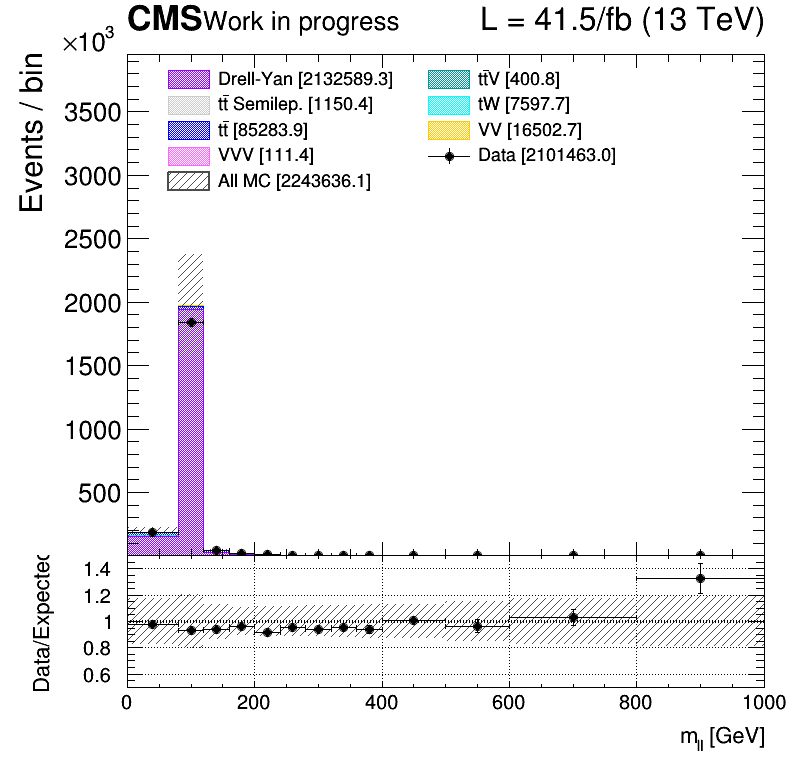 CMS Work in progress L = 41.5/fb (13 TeV)
×10³
Events / bin
Drell-Yan [2132589.3]
tt̄ Semilep. [1150.4]
tt̄ [85283.9]
VVV [111.4]
All MC [2243636.1]
tt̄V [400.8]
tW [7597.7]
VV [16502.7]
Data [2101463.0]
3500
3000
2500
2000
1500
1000
500
Data/Expected
1.4
1.2
1
0.8
0.6
0 200 400 600 800 1000
m_ll [GeV]